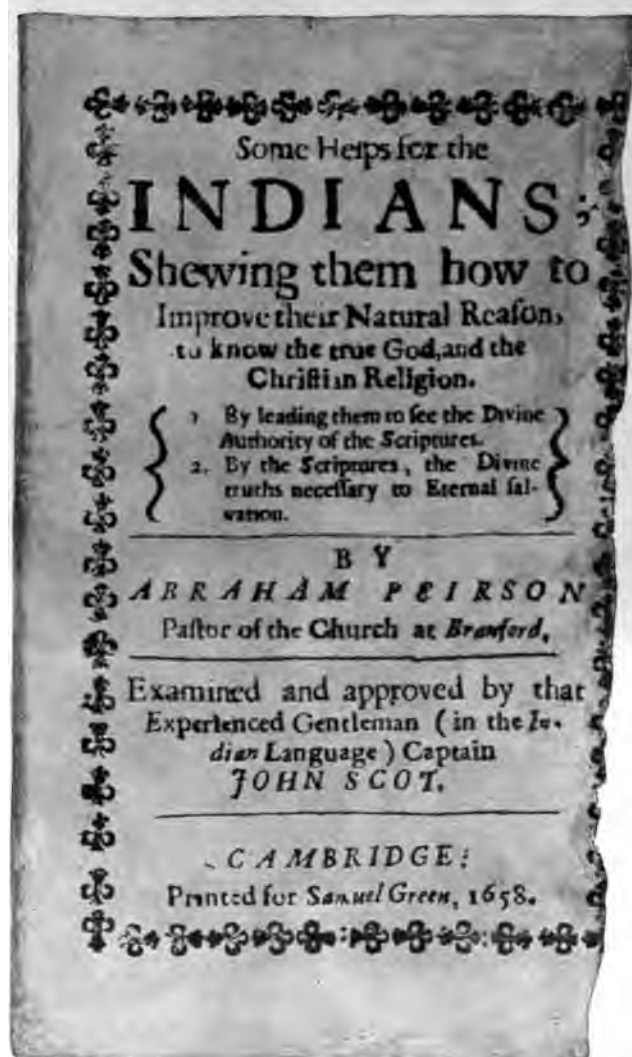 Some Helps for the
INDIANS;
Shewing them how to
Improve their Natural Reaſon,
to know the true God, and the
Chriſtian Religion.
1 By leading them to ſee the Divine
Authority of the Scriptures.
2. By the Scriptures, the Divine
truths neceſſary to Eternal ſal-
vation.
BY
ABRAHAM PEIRSON
Paſtor of the Church at Branford,
Examined and approved by that
Experienced Gentleman (in the In-
dian Language) Captain
JOHN SCOT.
CAMBRIDGE:
Printed for Samuel Green, 1658.